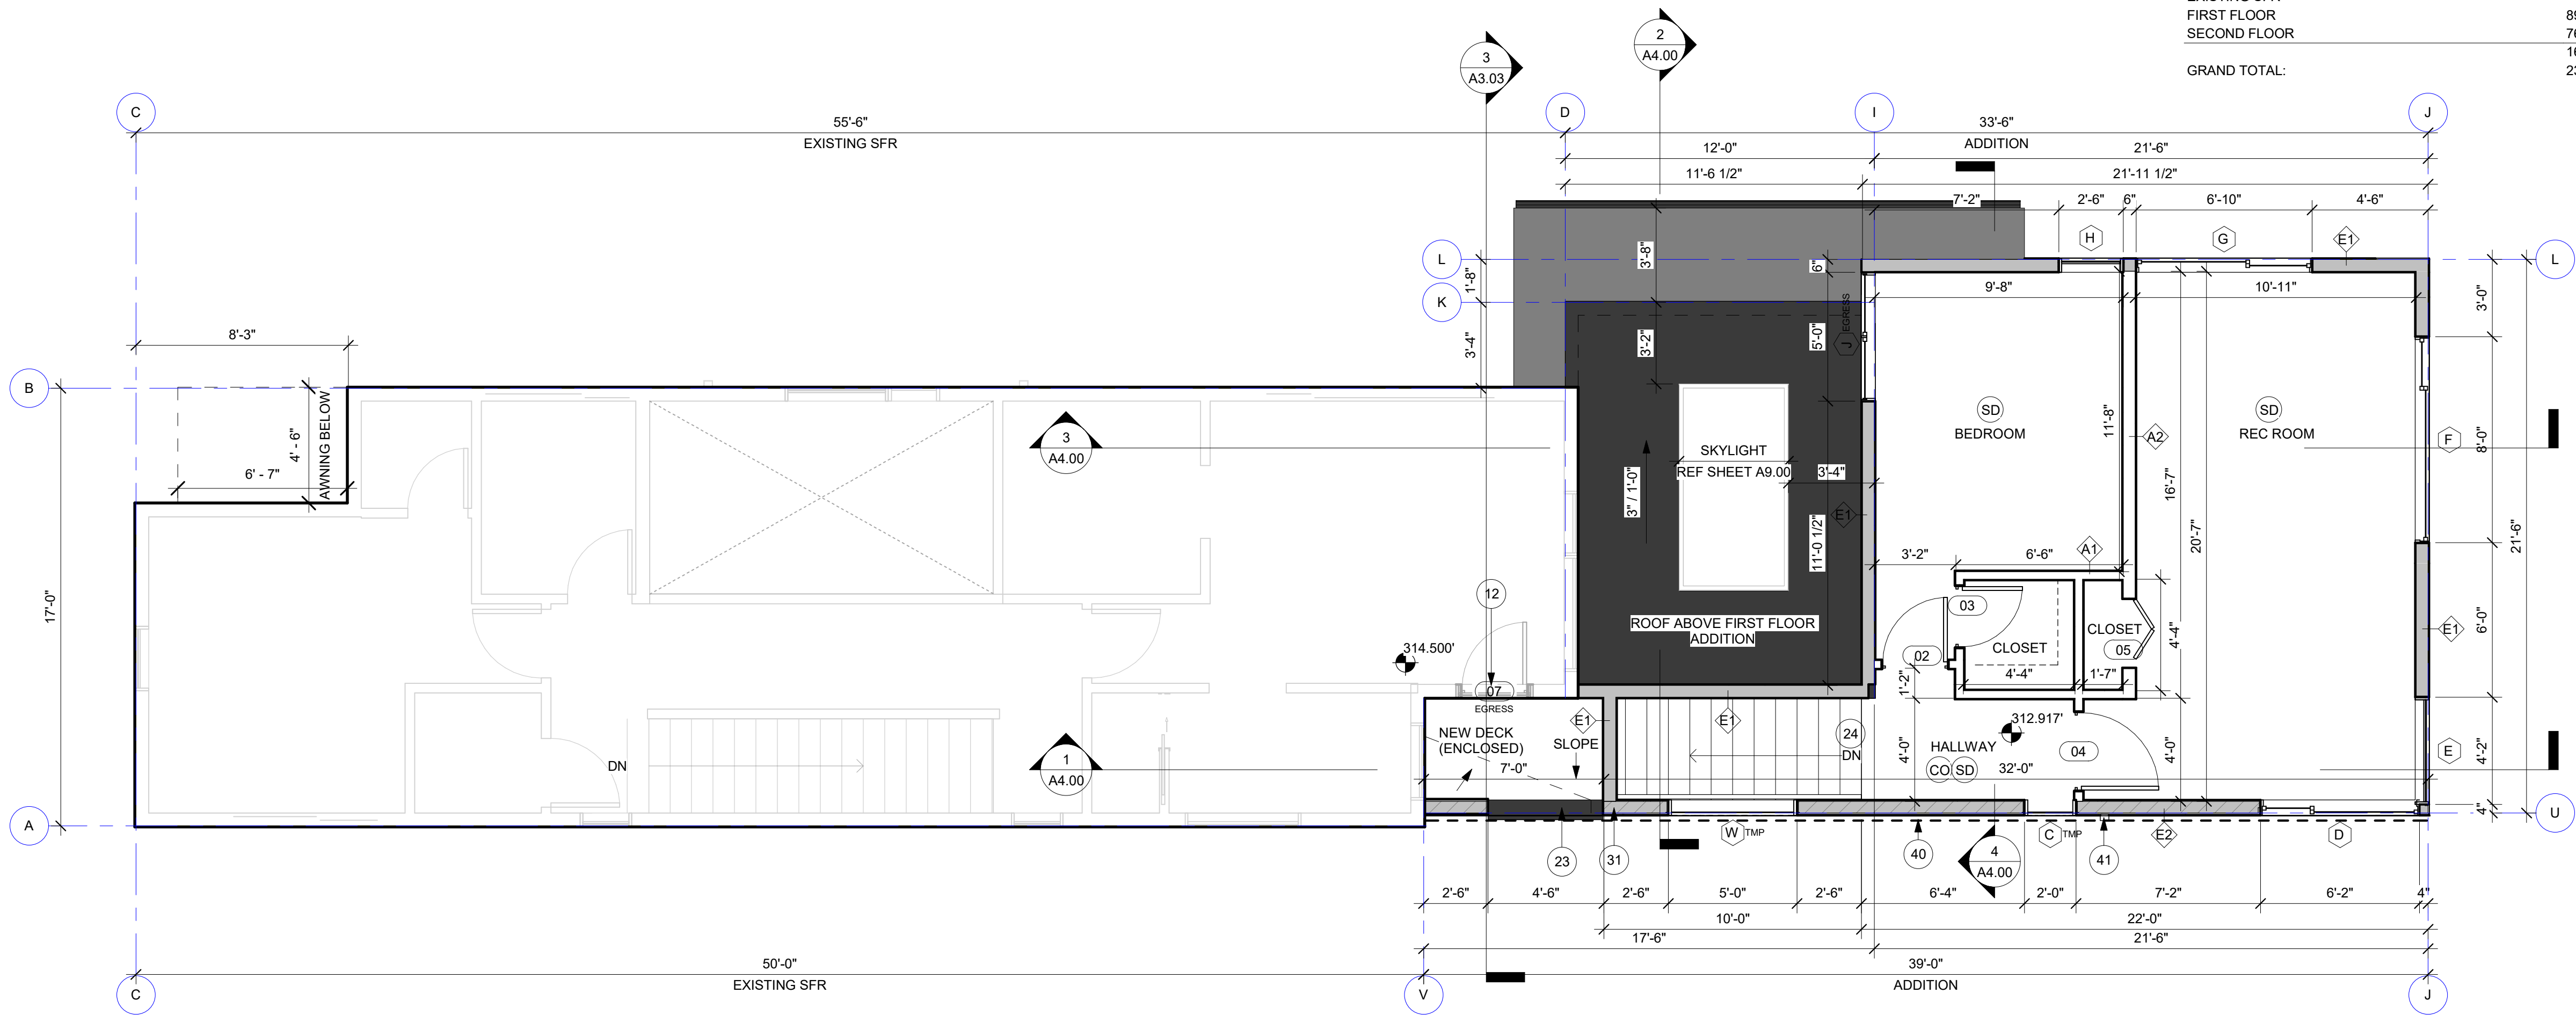 FIRST FLOOR
SECOND FLOOR
GRAND TOTAL:
2
A4.00
3
A3.03
C
D
I
J
55'-6"
EXISTING SFR
33'-6"
ADDITION
12'-0"
21'-6"
11'-6 1/2"
21'-11 1/2"
7'-2"
2'-6"
6"
6'-10"
4'-6"
H
G
E1
L
L
3'-8"
1'-8"
6"
K
9'-8"
10'-11"
3'-0"
EGRESS
8'-3"
3'-4"
3'-2"
5'-0"
J
B
4' - 6"
AWNING BELOW
6' - 7"
3
A4.00
SD
BEDROOM
11'-8"
A2
SD
REC ROOM
F
8'-0"
SKYLIGHT
REF SHEET A9.00
3'-4"
3" / 1'-0"
16'-7"
E1
11'-0 1/2"
20'-7"
21'-6"
3'-2"
6'-6"
A1
17'-0"
12
03
ROOF ABOVE FIRST FLOOR
ADDITION
CLOSET
CLOSET
05
4'-4"
E1
6'-0"
314.500'
02
4'-4"
1'-7"
1'-2"
07
EGRESS
E1
E1
312.917'
NEW DECK
(ENCLOSED)
SLOPE
24
DN
HALLWAY
04
4'-0"
4'-0"
E
4'-2"
1
A4.00
DN
7'-0"
CO
SD
32'-0"
4"
A
U
W
TMP
C
TMP
E2
D
23
31
40
4
A4.00
41
2'-6"
4'-6"
2'-6"
5'-0"
2'-6"
6'-4"
2'-0"
7'-2"
6'-2"
4"
10'-0"
22'-0"
17'-6"
21'-6"
50'-0"
EXISTING SFR
39'-0"
ADDITION
C
V
J